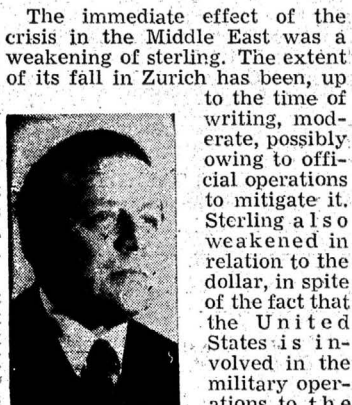 The immediate effect of the
crisis in the Middle East was a
weakening of sterling. The extent
of its fall in Zurich has been, up
to the time of
writing, mod-
erate, possibly
owing to offi-
cial operations
to mitigate it.
Sterling also
weakened in
relation to the
dollar, in spite
of the fact that
the United
States is in-
volved in the
military oper-
ations to the